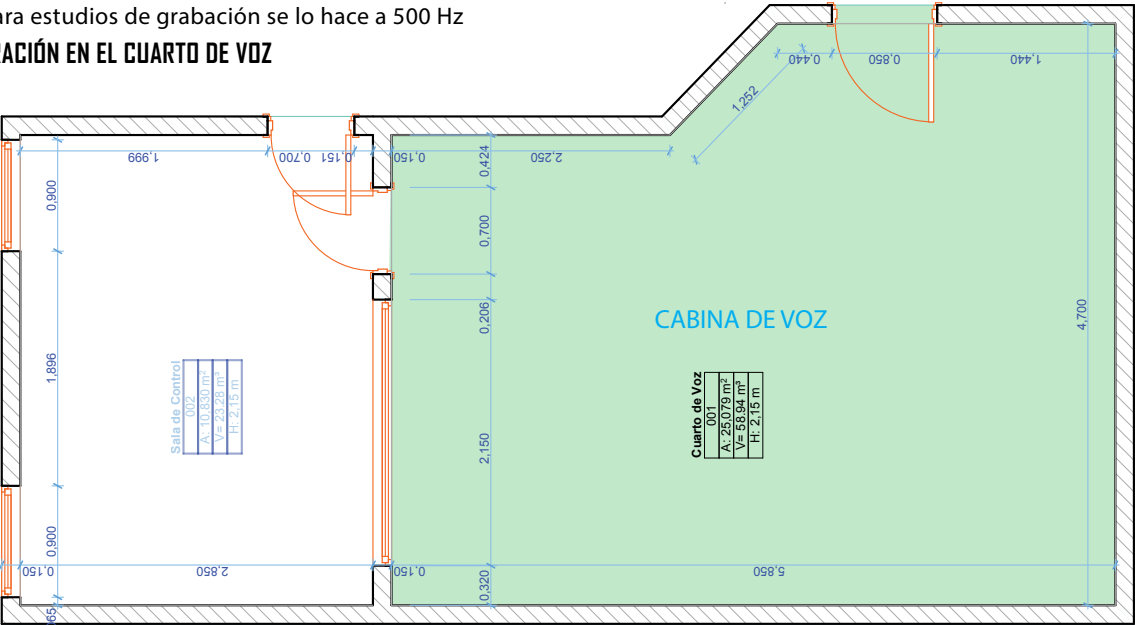 ara estudios de grabación se lo hace a 500 Hz
RACIÓN EN EL CUARTO DE VOZ
0,440
0,850
1,440
1,252
1,999
0,700
0,151
0,150
2,250
0,424
0,900
0,700
0,206
CABINA DE VOZ
4,700
1,896
Sala de Control
002
A: 10.830 m²
V= 23.28 m³
H: 2,15 m
Cuarto de Voz
001
A: 25,079 m²
V= 58.94 m³
H: 2,15 m
2,150
0,900
0,150
2,850
0,150
0,320
5,850
65